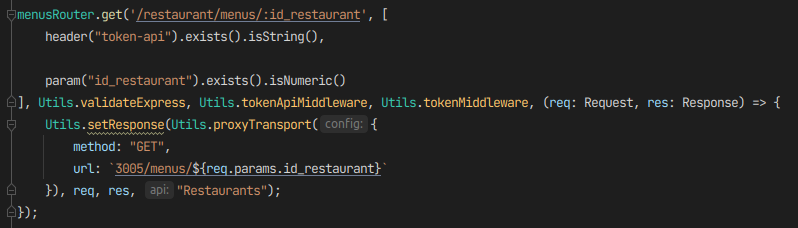 menusRouter.get('/restaurant/menus/:id_restaurant', [
header("token-api").exists().isString(),
param("id_restaurant").exists().isNumeric()
], Utils.validateExpress, Utils.tokenApiMiddleware, Utils.tokenMiddleware, (req: Request, res: Response) => {
Utils.setResponse(Utils.proxyTransport( config: {
method: "GET",
url: `3005/menus/${req.params.id_restaurant}`
}), req, res, api: "Restaurants");
});